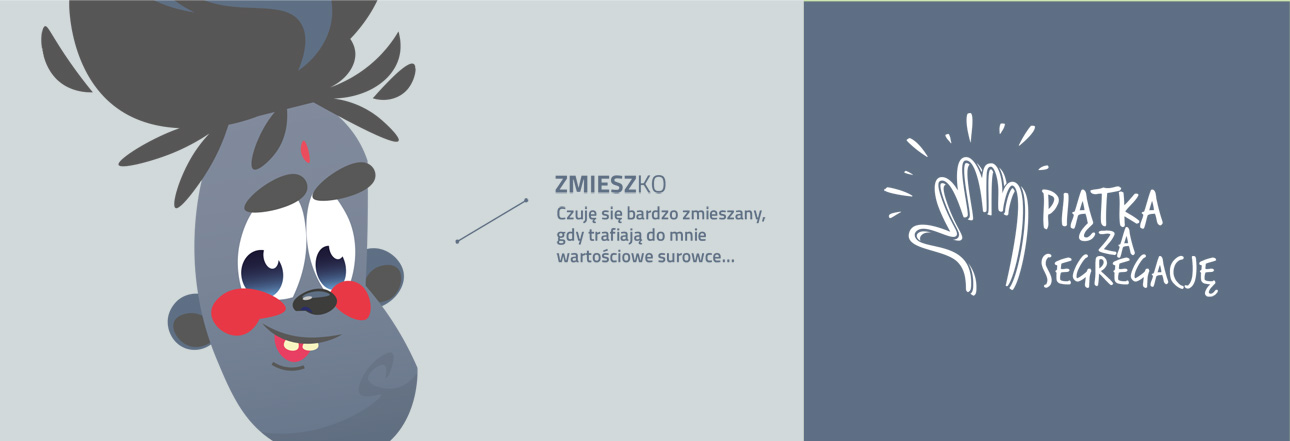 ZMIESZKO
Czuję się bardzo zmieszany,
gdy trafiają do mnie
wartościowe surowce...
PIĄTKA
ZA
SEGREGACJĘ